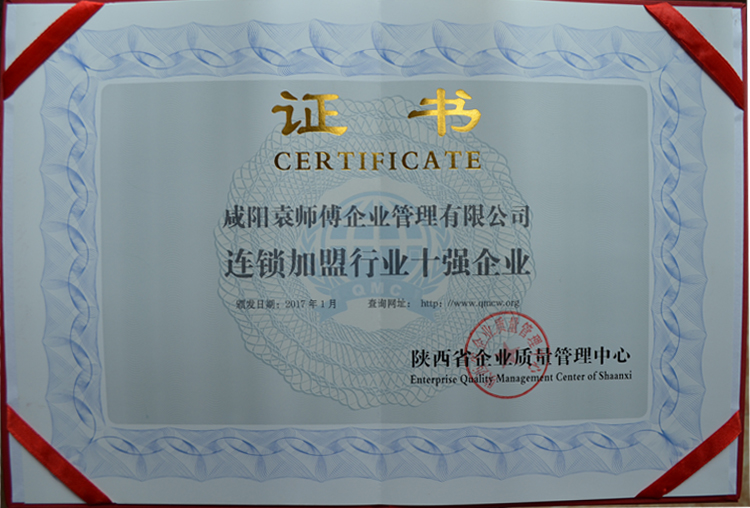 证书
CERTIFICATE
咸阳袁师傅企业管理有限公司
连锁加盟行业十强企业
QMC
颁发日期：2017年1月 查询网址： http://www.qmcw.org
陕西省企业质量管理中心
Enterprise Quality Management Center of Shaanxi